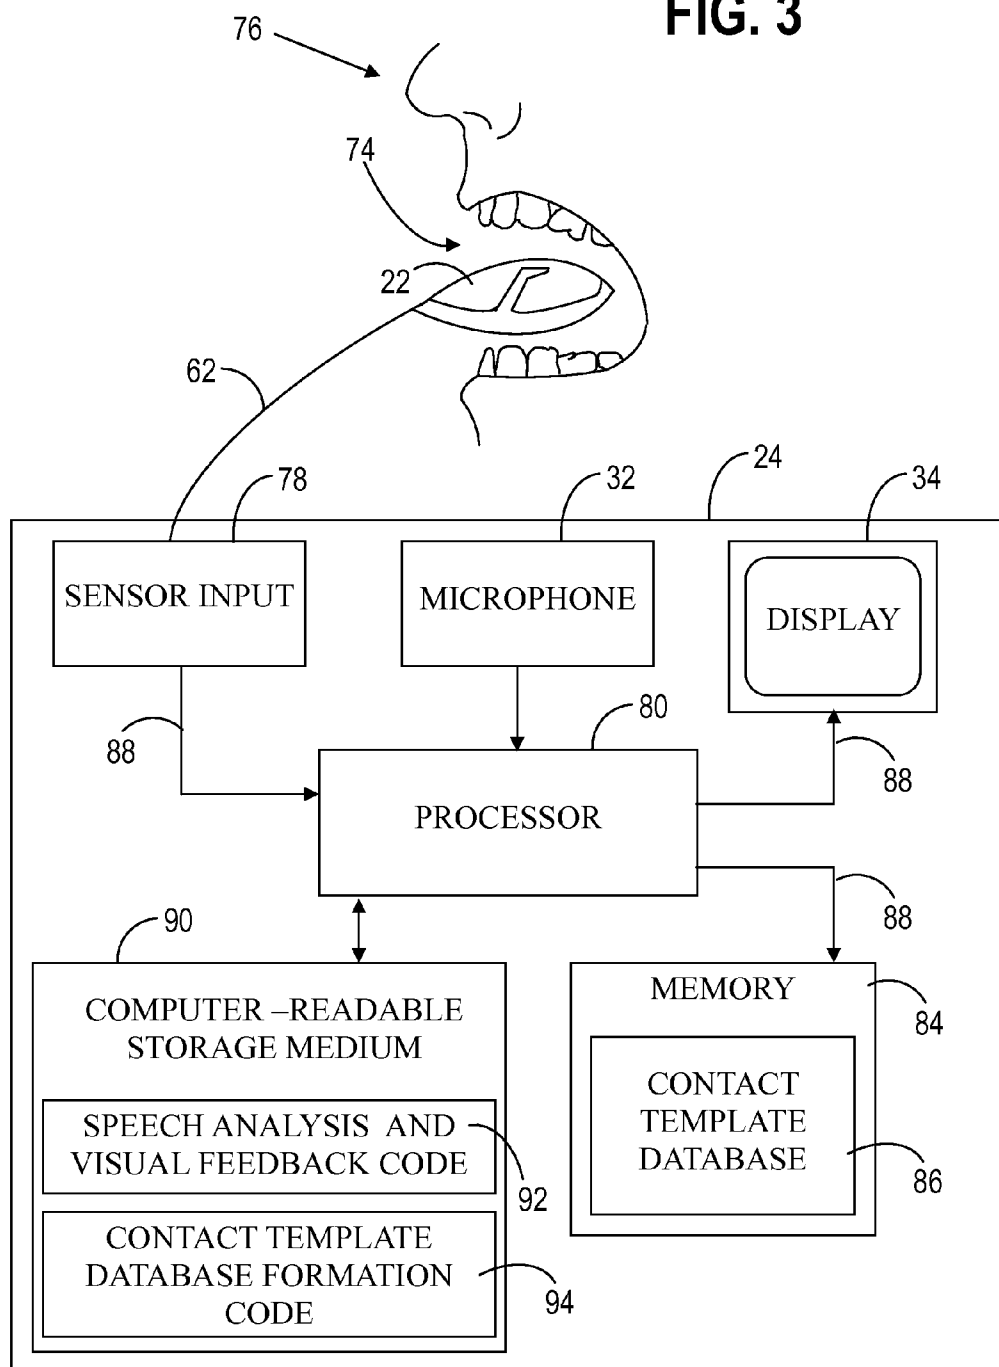 FIG. 3
76
74
22
62
78
32
24
34
SENSOR INPUT
MICROPHONE
DISPLAY
88
80
88
PROCESSOR
88
90
COMPUTER –READABLE
STORAGE MEDIUM
MEMORY
84
SPEECH ANALYSIS AND
VISUAL FEEDBACK CODE
92
CONTACT
TEMPLATE
DATABASE
86
CONTACT TEMPLATE
DATABASE FORMATION
CODE
94